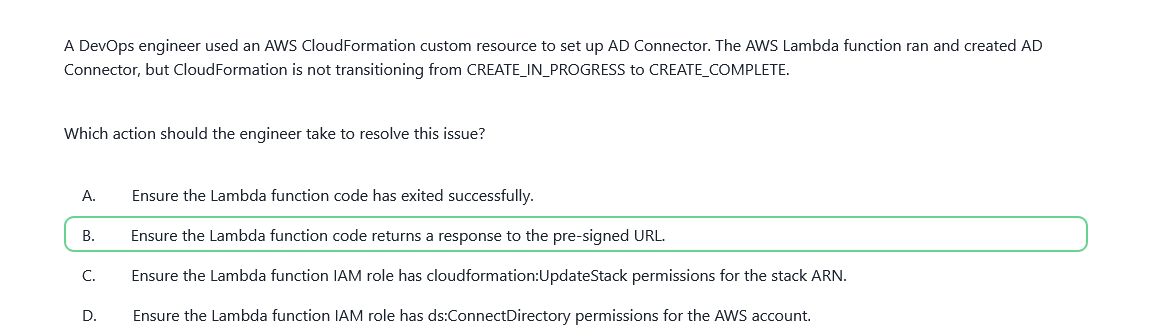 A DevOps engineer used an AWS CloudFormation custom resource to set up AD Connector. The AWS Lambda function ran and created AD
Connector, but CloudFormation is not transitioning from CREATE_IN_PROGRESS to CREATE_COMPLETE.
Which action should the engineer take to resolve this issue?
A. Ensure the Lambda function code has exited successfully.
B. Ensure the Lambda function code returns a response to the pre-signed URL.
C. Ensure the Lambda function IAM role has cloudformation:UpdateStack permissions for the stack ARN.
D. Ensure the Lambda function IAM role has ds:ConnectDirectory permissions for the AWS account.